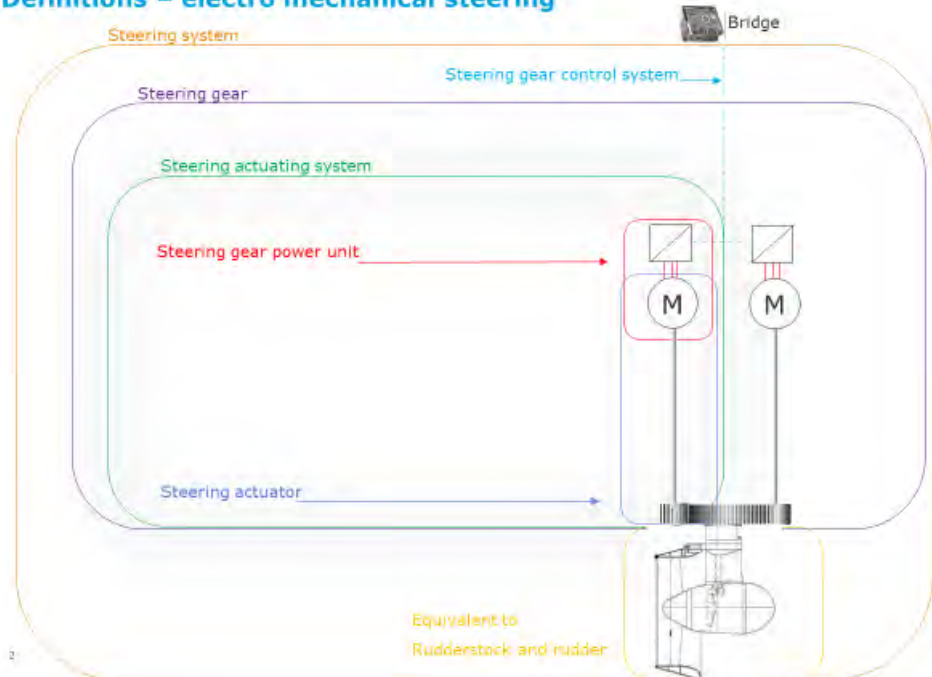 Definitions – electro mechanical steering
Bridge
Steering system
Steering gear control system
Steering gear
Steering actuating system
Steering gear power unit
M
M
Steering actuator
Equivalent to
Rudderstock and rudder
2